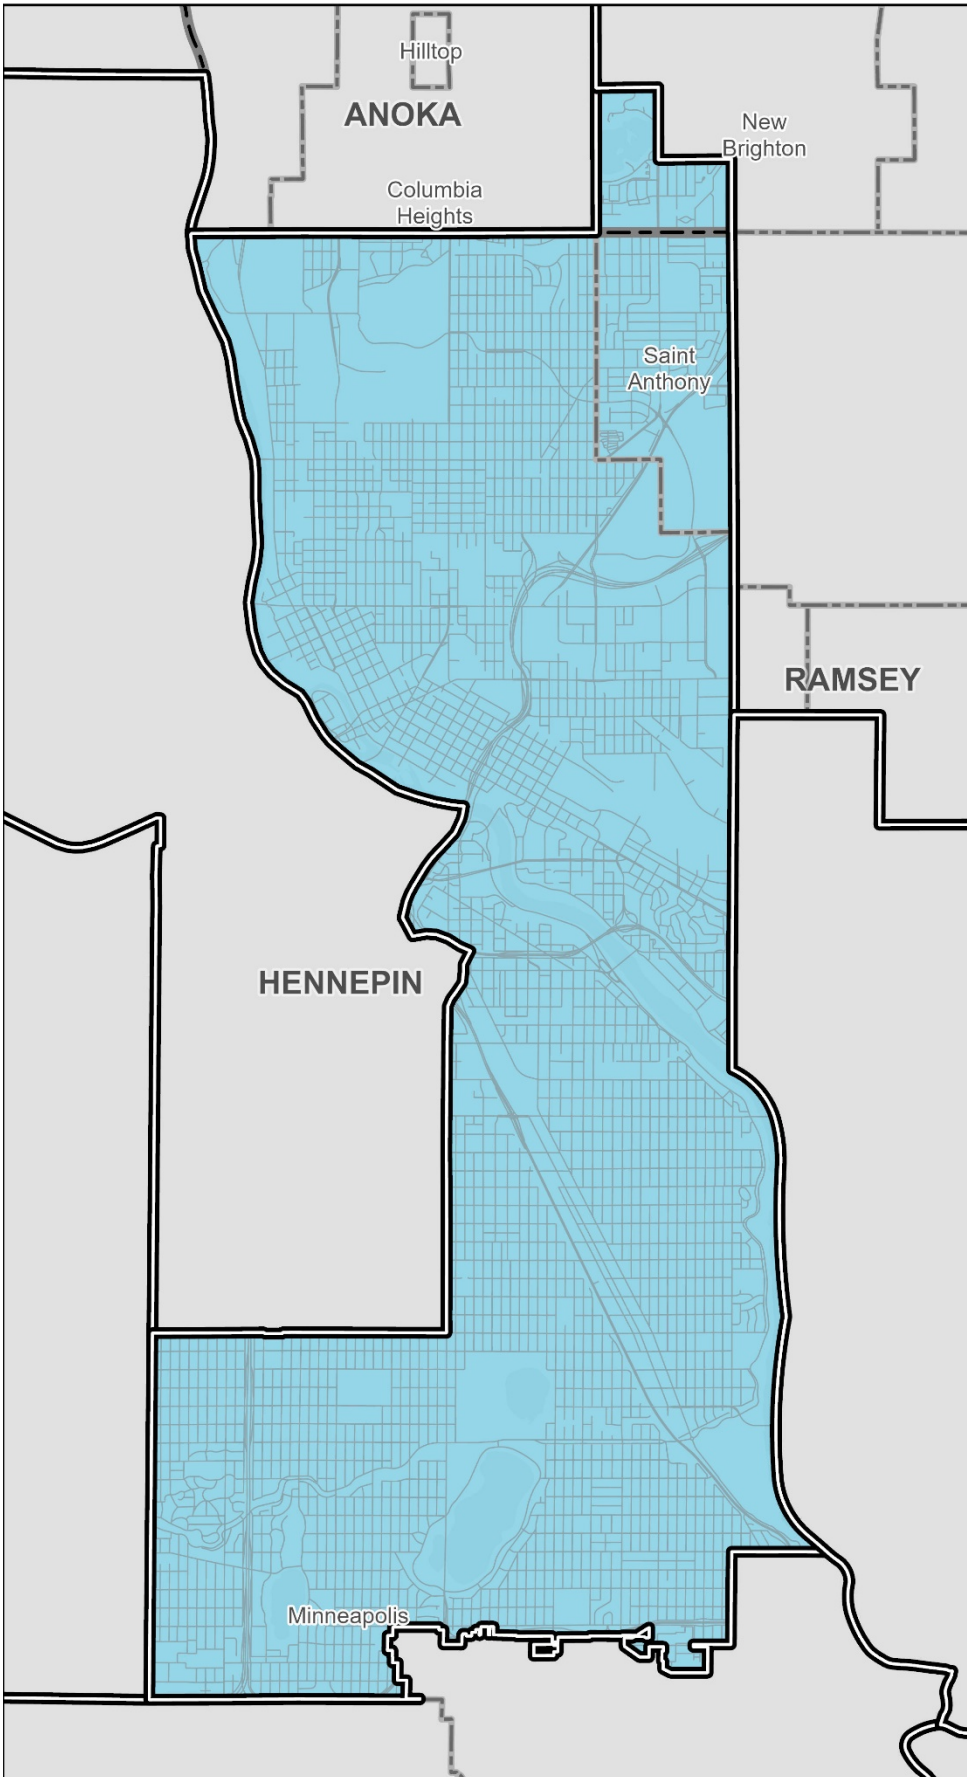 Hilltop
ANOKA
New
Brighton
Columbia
Heights
Saint
Anthony
RAMSEY
HENNEPIN
Minneapolis